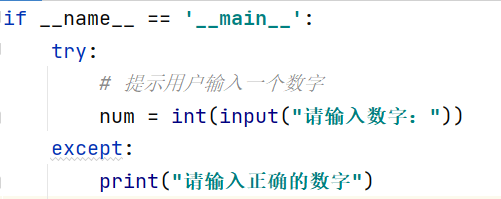 if __name__ == '__main__':
    try:
        # 提示用户输入一个数字
        num = int(input("请输入数字："))
    except:
        print("请输入正确的数字")